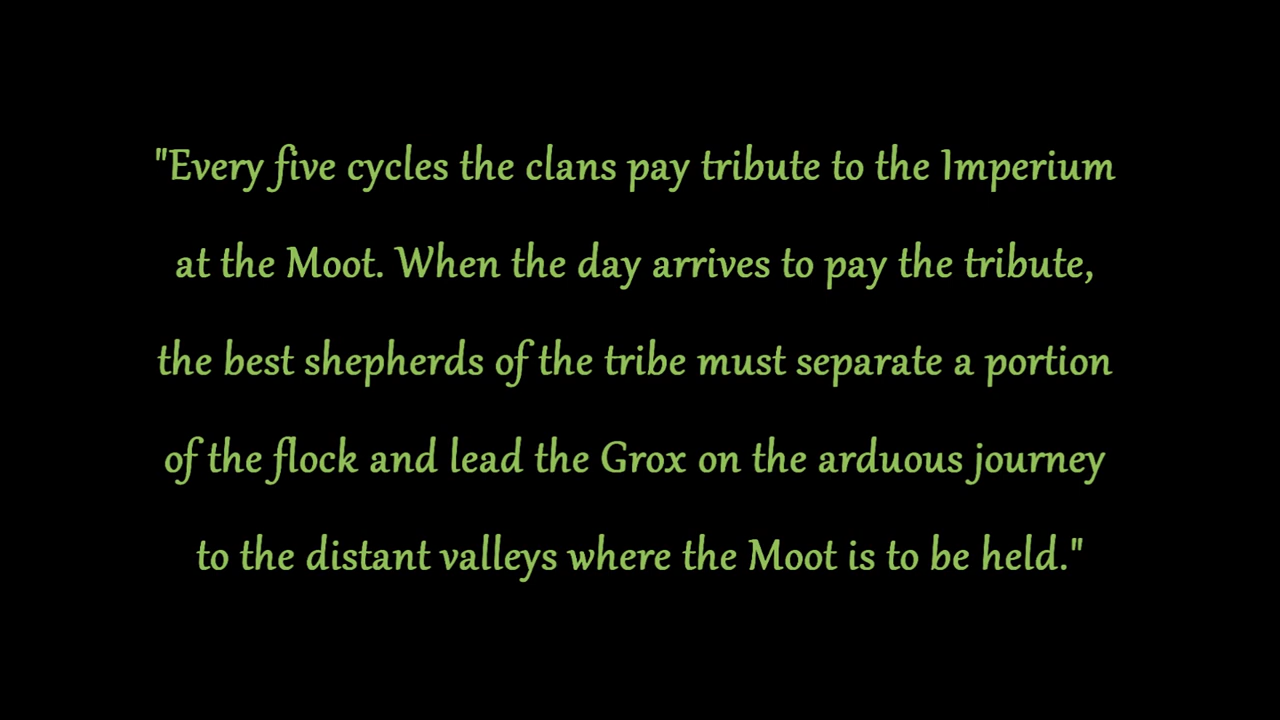 "Every five cycles the clans pay tribute to the Imperium
at the Moot. When the day arrives to pay the tribute,
the best shepherds of the tribe must separate a portion
of the flock and lead the Grox on the arduous journey
to the distant valleys where the Moot is to be held."